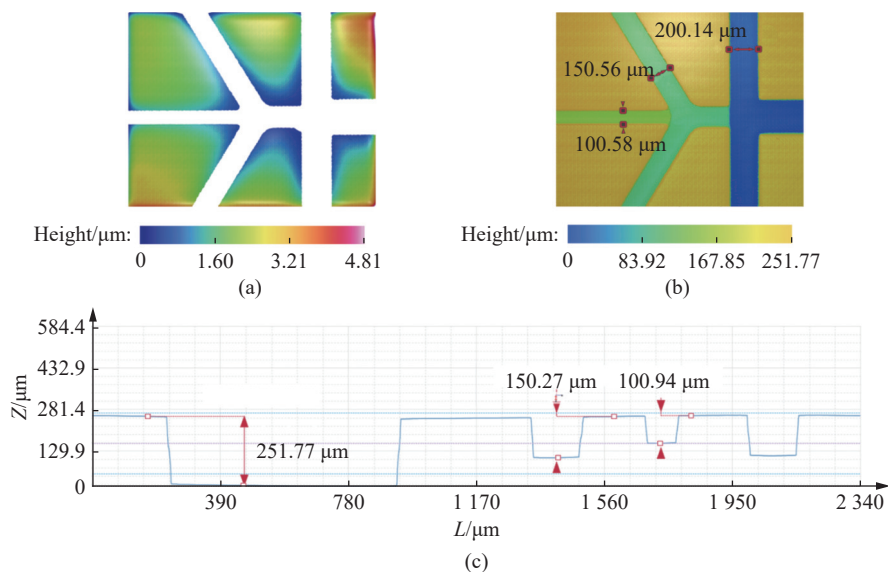 200.14 μm
150.56 μm
100.58 μm
Height/μm:
0 1.60 3.21 4.81
(a)
Height/μm:
0 83.92 167.85 251.77
(b)
Z/μm
584.4
432.9
281.4
129.9
0
150.27 μm
100.94 μm
251.77 μm
390 780 1 170 1 560 1 950 2 340
L/μm
(c)